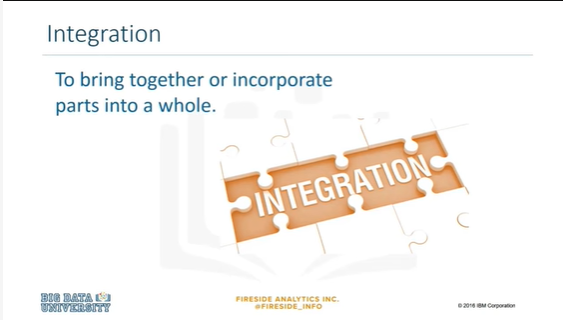 Integration
To bring together or incorporate
parts into a whole.
INTEGRATION
BIG DATA
UNIVERSITY
FIRESIDE ANALYTICS INC.
@FIRESIDE_INFO
© 2016 IBM Corporation